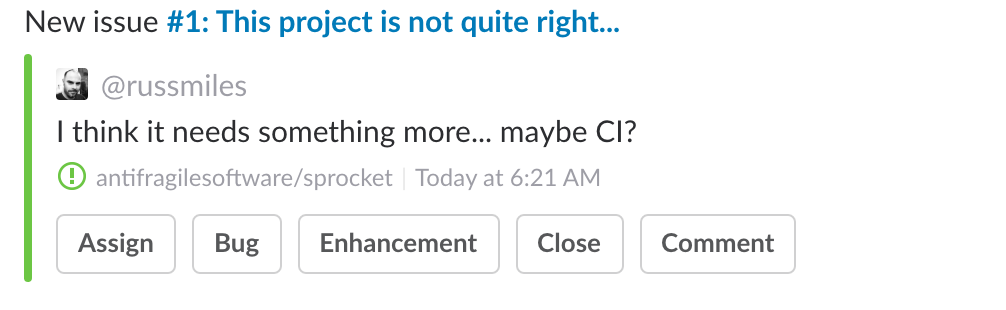 New issue #1: This project is not quite right...
@russmiles
I think it needs something more... maybe CI?
antifragilesoftware/sprocket | Today at 6:21 AM
Assign Bug Enhancement Close Comment